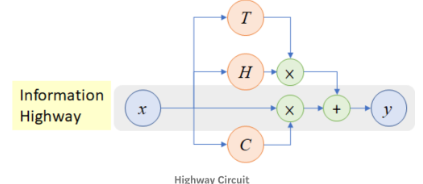 T
H
×
Information
Highway
x
×
+
y
C
Highway Circuit